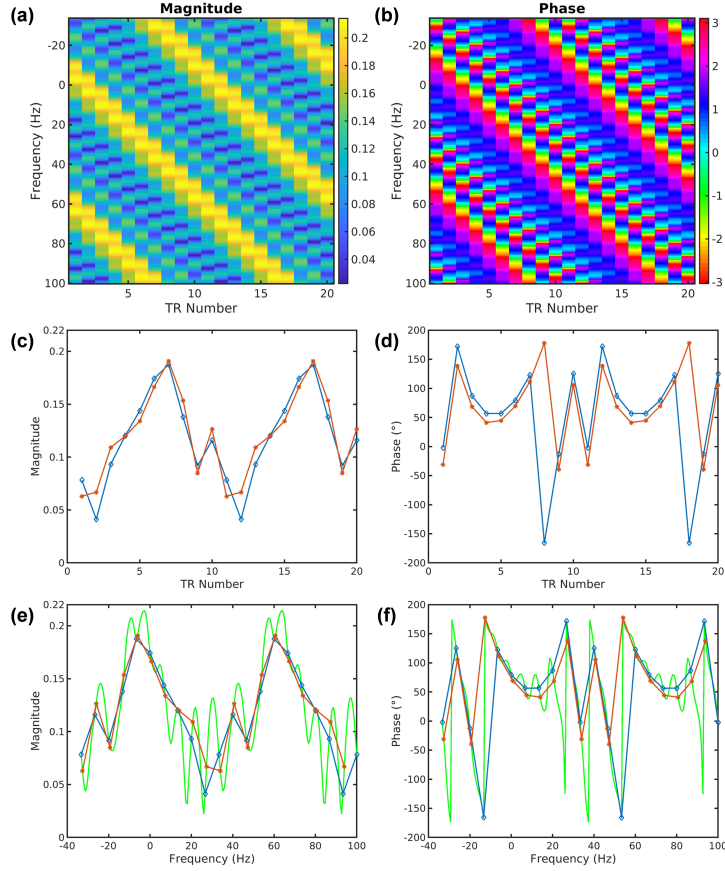 (a) Magnitude (b) Phase
Frequency (Hz)
-20
0
20
40
60
80
100
5 10 15 20
TR Number
0.2
0.18
0.16
0.14
0.12
0.1
0.08
0.06
0.04
Frequency (Hz)
-20
0
20
40
60
80
100
5 10 15 20
TR Number
3
2
1
0
-1
-2
-3
(c)
Magnitude
0.22
0.2
0.15
0.1
0.05
0
0 5 10 15 20
TR Number
(d)
Phase (°)
200
150
100
50
0
-50
-100
-150
-200
0 5 10 15 20
TR Number
(e)
Magnitude
0.22
0.2
0.15
0.1
0.05
0
-40 -20 0 20 40 60 80 100
Frequency (Hz)
(f)
Phase (°)
200
150
100
50
0
-50
-100
-150
-200
-40 -20 0 20 40 60 80 100
Frequency (Hz)